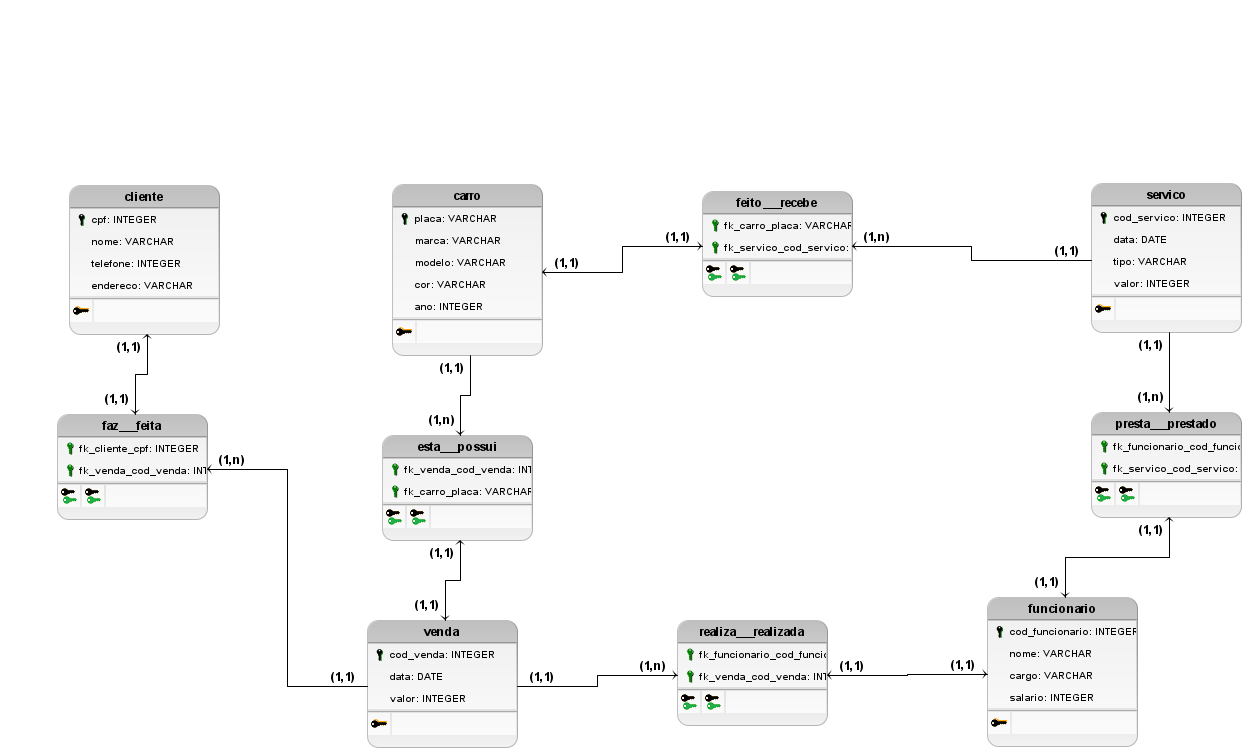 cliente
cpf: INTEGER
nome: VARCHAR
telefone: INTEGER
endereco: VARCHAR
(1,1)
(1,1)
carro
placa: VARCHAR
marca: VARCHAR
modelo: VARCHAR
cor: VARCHAR
ano: INTEGER
(1,1)
(1,1)
feito___recebe
fk_carro_placa: VARCHAR
fk_servico_cod_servico:
(1,n)
(1,1)
servico
cod_servico: INTEGER
data: DATE
tipo: VARCHAR
valor: INTEGER
(1,1)
(1,n)
faz___feita
fk_cliente_cpf: INTEGER
fk_venda_cod_venda: INT
(1,n)
(1,1)
(1,1)
(1,n)
esta___possui
fk_venda_cod_venda: INT
fk_carro_placa: VARCHAR
(1,1)
(1,1)
presta___prestado
fk_funcionario_cod_funcio
fk_servico_cod_servico:
(1,1)
(1,1)
venda
cod_venda: INTEGER
data: DATE
valor: INTEGER
(1,1)
(1,n)
realiza___realizada
fk_funcionario_cod_funcio
fk_venda_cod_venda: INT
(1,1)
(1,1)
funcionario
cod_funcionario: INTEGER
nome: VARCHAR
cargo: VARCHAR
salario: INTEGER